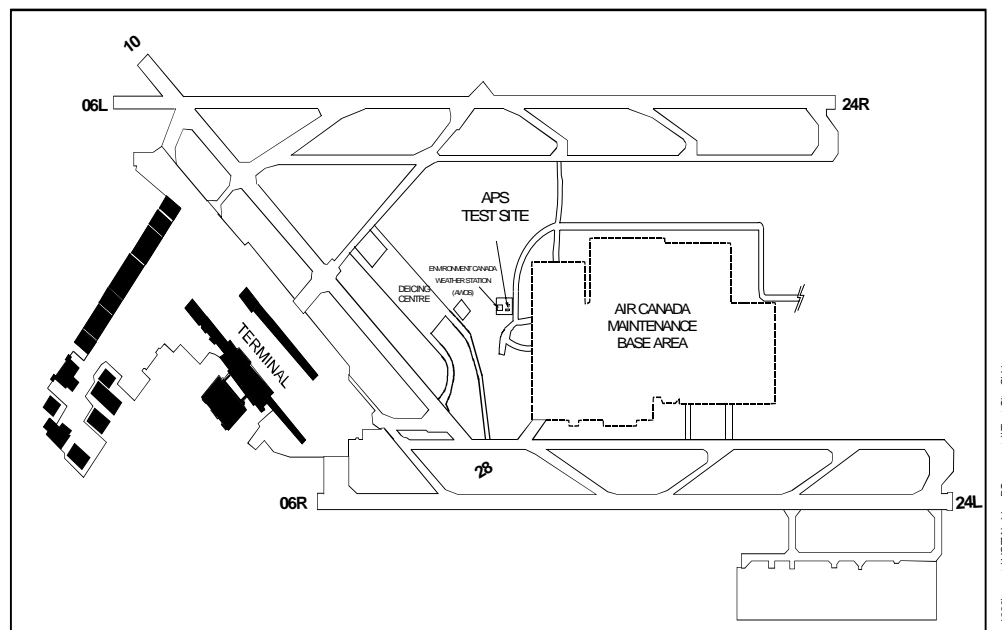 10
06L
24R
APS
TEST SITE
ENVIRONMENT CANADA
WEATHER STATION
(AWOS)
DEICING
CENTRE
AIR CANADA
MAINTENANCE
BASE AREA
TERMINAL
28
06R
24L